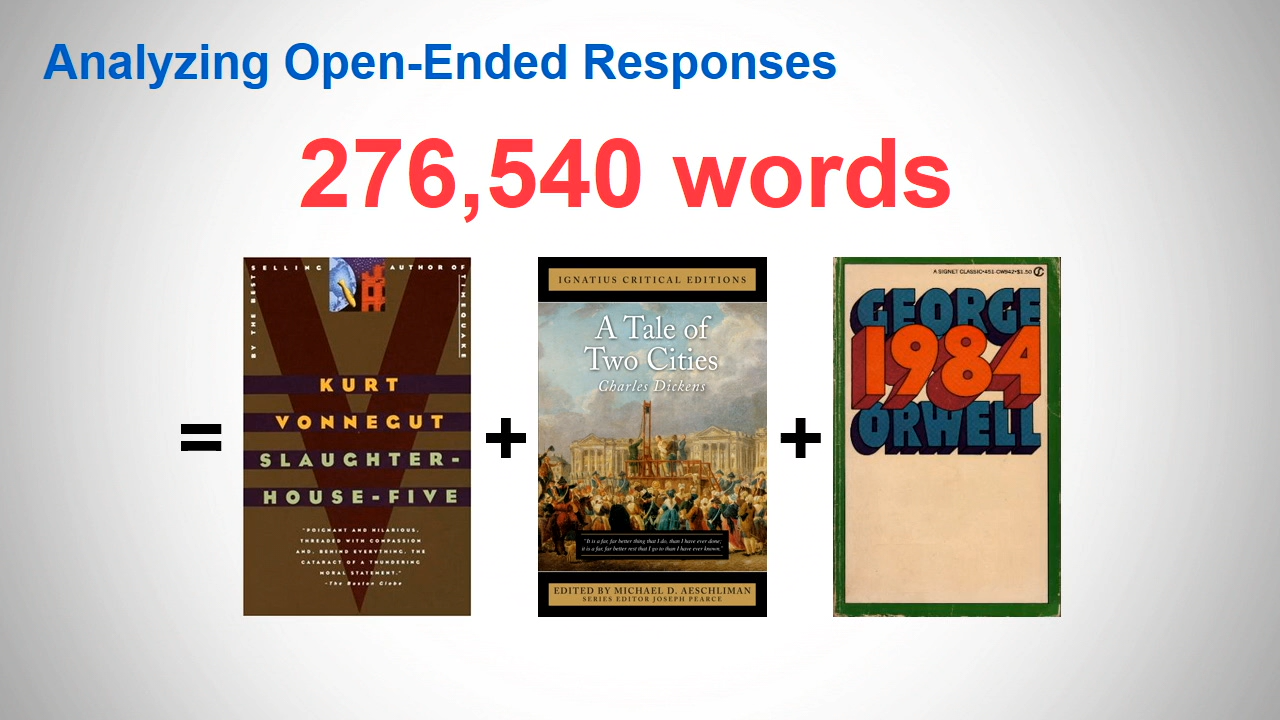 Analyzing Open-Ended Responses
276,540 words
=
BY THE BEST
SELLING
AUTHOR OF
TIMEQUAKE
KURT
VONNEGUT
SLAUGHTER-
HOUSE-FIVE
"POIGNANT AND HILARIOUS,
THREADED WITH COMPASSION
AND, BEHIND EVERYTHING, THE
CATARACT OF A THUNDERING
MORAL STATEMENT."
-The Boston Globe
+
IGNATIUS CRITICAL EDITIONS
A Tale of
Two Cities
Charles Dickens
"It is a far, far better thing that I do, than I have ever done;
it is a far, far better rest that I go to than I have ever known."
EDITED BY MICHAEL D. AESCHLIMAN
SERIES EDITOR JOSEPH PEARCE
+
A SIGNET CLASSIC•451-CW942•$1.50
GEORGE
1984
ORWELL